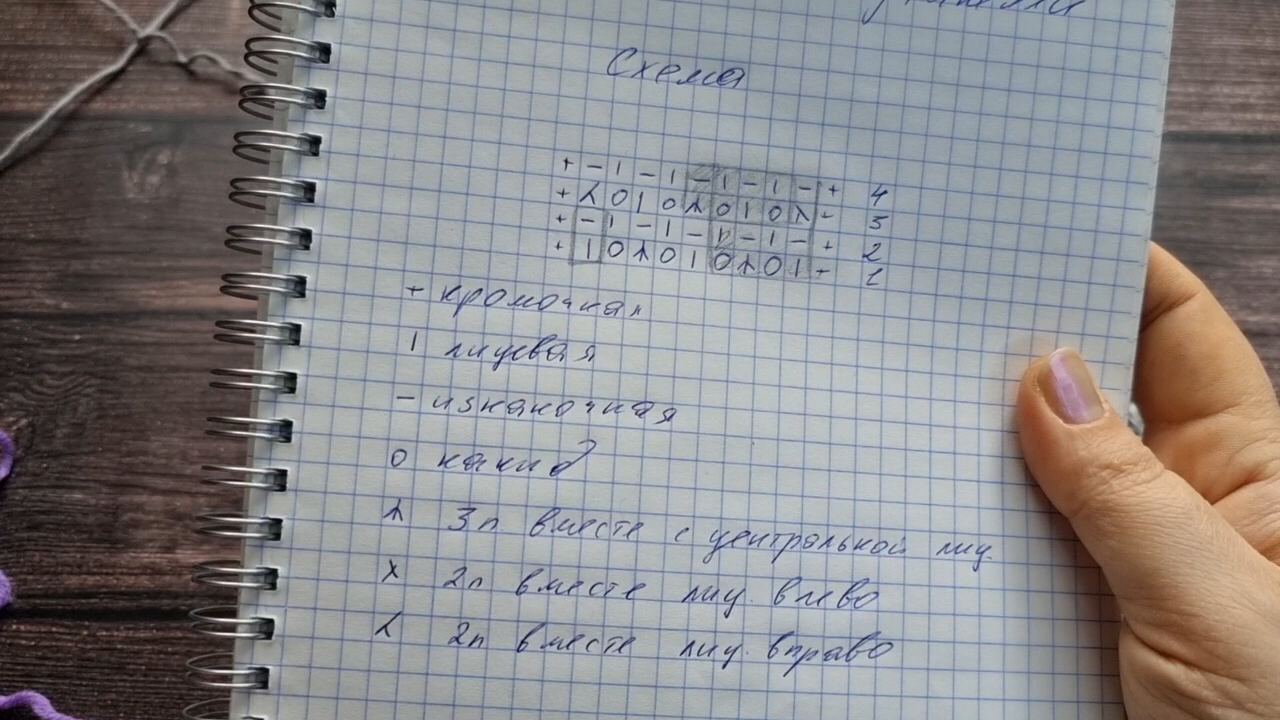 Схема
+ – 1 – 1 – 1 – 1 – + 4
+ λ 0 1 0 λ 0 1 0 λ – 3
+ – 1 – 1 – 1 – 1 – + 2
+ 1 0 λ 0 1 0 λ 0 1 + 1
+ кромочная
1 лицевая
– изнаночная
0 накид
λ 3п вместе с центральной лиц.
λ 2п вместе лиц. влево
λ 2п вместе лиц. вправо